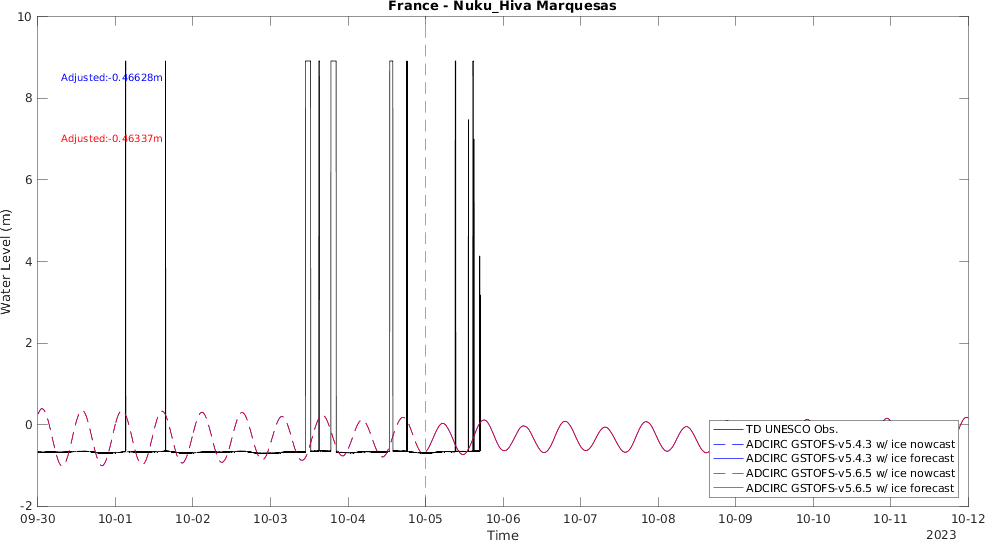 France - Nuku_Hiva Marquesas
10
8
6
4
2
0
-2
Water Level (m)
Adjusted:-0.46628m
Adjusted:-0.46337m
TD UNESCO Obs.
ADCIRC GSTOFS-v5.4.3 w/ ice nowcast
ADCIRC GSTOFS-v5.4.3 w/ ice forecast
ADCIRC GSTOFS-v5.6.5 w/ ice nowcast
ADCIRC GSTOFS-v5.6.5 w/ ice forecast
09-30 10-01 10-02 10-03 10-04 10-05 10-06 10-07 10-08 10-09 10-10 10-11 10-12
Time
2023